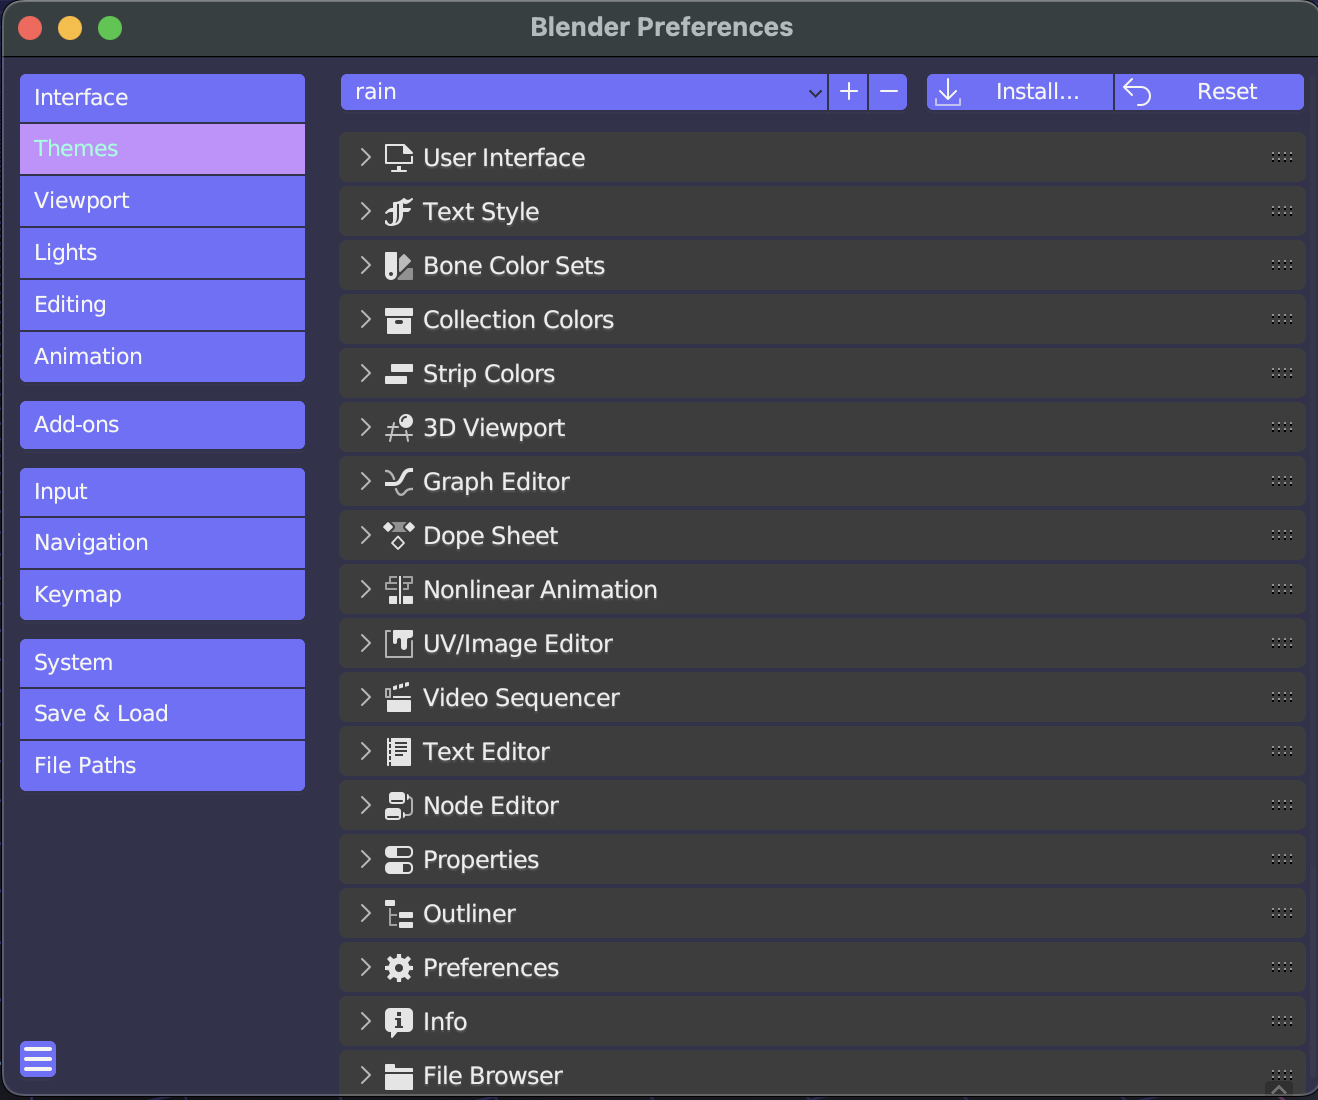 Blender Preferences
Interface
Themes
Viewport
Lights
Editing
Animation
Add-ons
Input
Navigation
Keymap
System
Save & Load
File Paths
rain
Install...
Reset
User Interface
Text Style
Bone Color Sets
Collection Colors
Strip Colors
3D Viewport
Graph Editor
Dope Sheet
Nonlinear Animation
UV/Image Editor
Video Sequencer
Text Editor
Node Editor
Properties
Outliner
Preferences
Info
File Browser